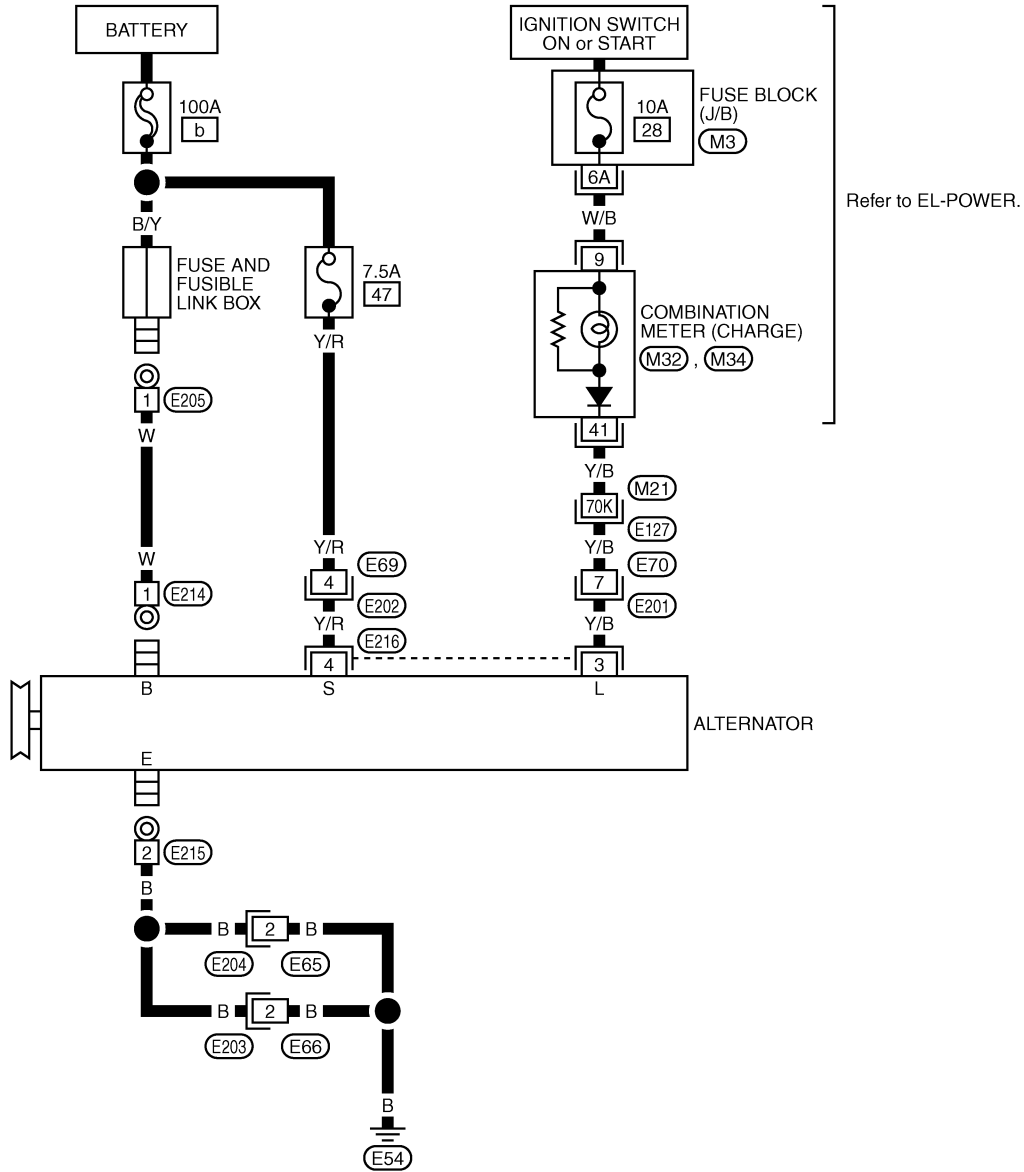 BATTERY
IGNITION SWITCH
ON or START
100A
b
10A
28
FUSE BLOCK
(J/B)
M3
6A
Refer to EL-POWER.
B/Y
W/B
FUSE AND
FUSIBLE
LINK BOX
7.5A
47
9
COMBINATION
METER (CHARGE)
M32 , M34
Y/R
1
E205
W
41
Y/B
M21
70K
E127
W
Y/R
Y/B
E69
E70
1
E214
4
7
E202
E201
Y/R
Y/B
E216
4
3
B
S
L
ALTERNATOR
E
2
E215
B
B
2
B
E204
E65
B
2
B
E203
E66
B
E54